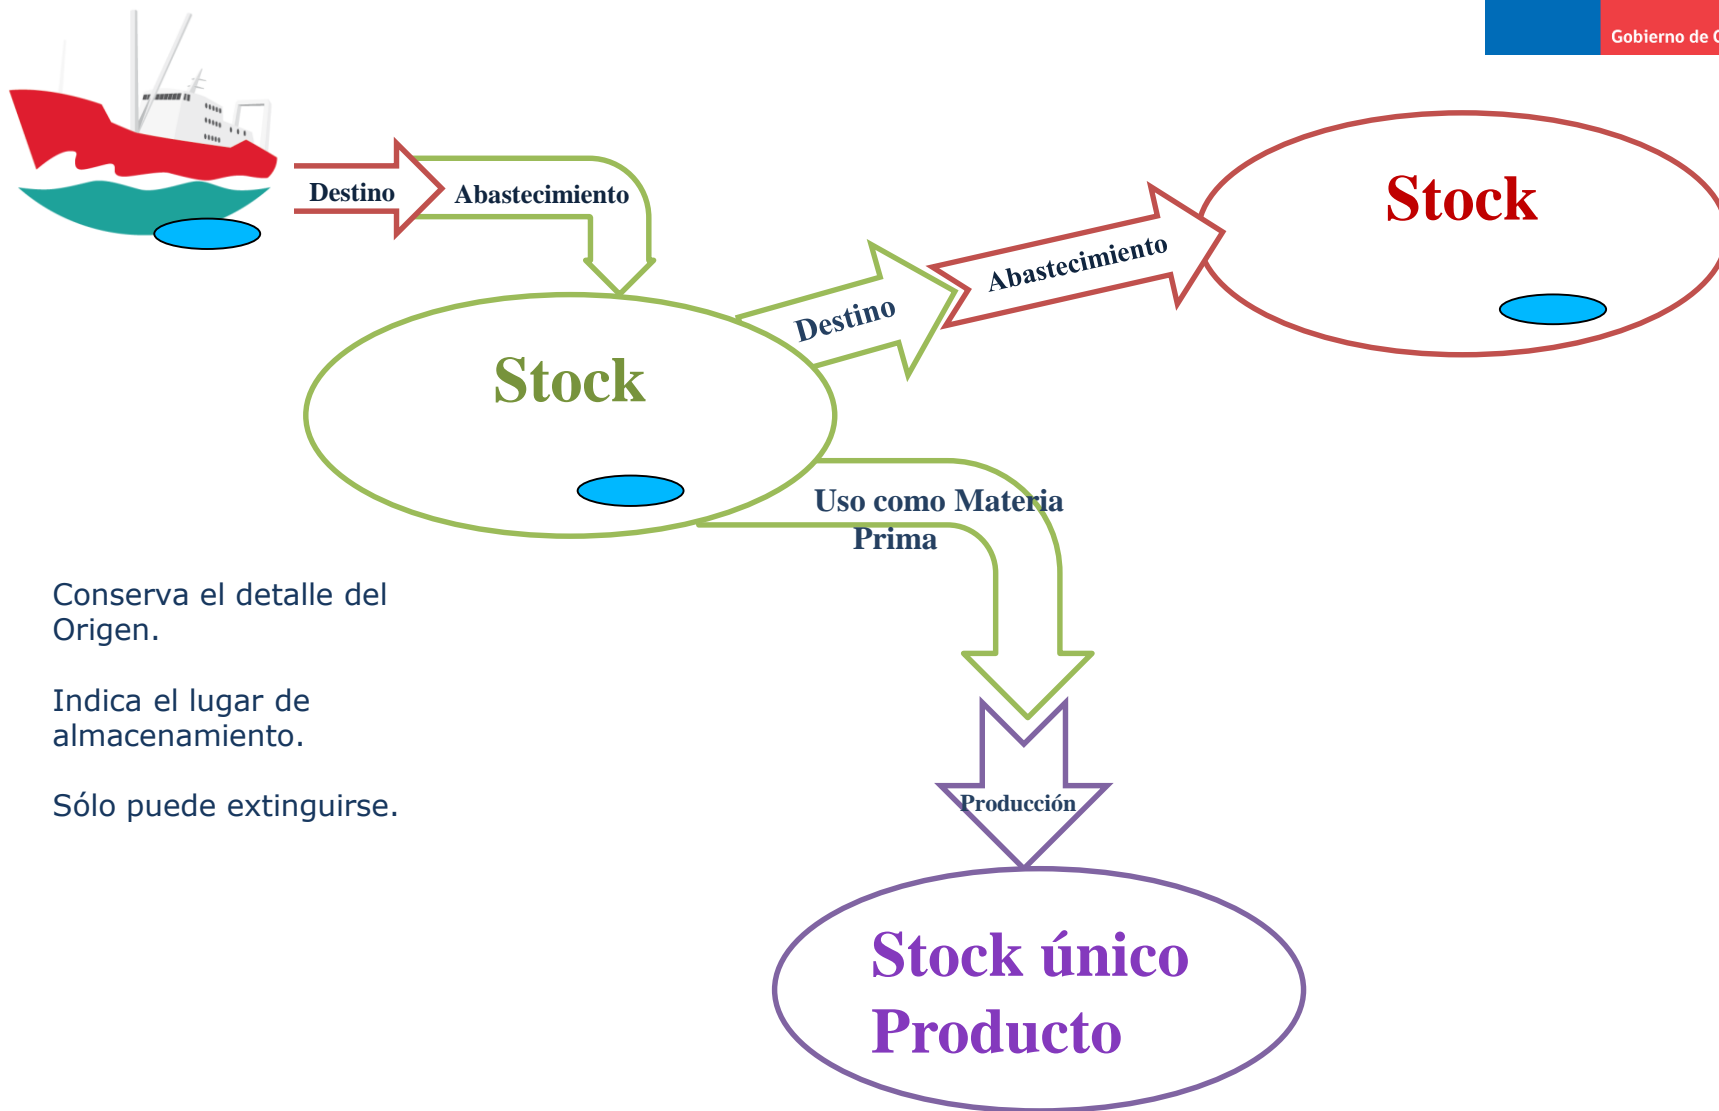 Gobierno de C
Destino
Abastecimiento
Stock
Abastecimiento
Destino
Stock
Uso como Materia
Prima
Conserva el detalle del
Origen.
Indica el lugar de
almacenamiento.
Sólo puede extinguirse.
Producción
Stock único
Producto